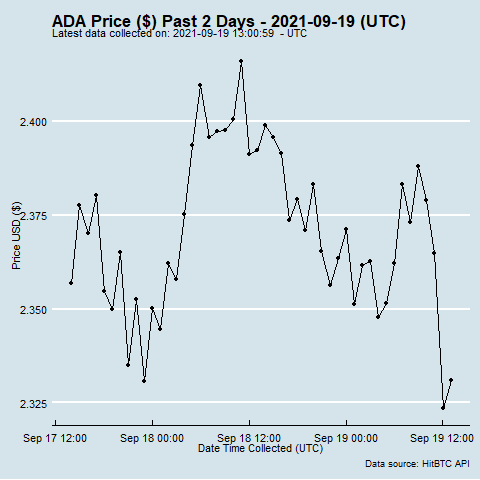 ADA Price ($) Past 2 Days - 2021-09-19 (UTC)
Latest data collected on: 2021-09-19 13:00:59  - UTC
2.400
2.375
2.350
2.325
Price USD ($)
Sep 17 12:00
Sep 18 00:00
Sep 18 12:00
Sep 19 00:00
Sep 19 12:00
Date Time Collected (UTC)
Data source: HitBTC API